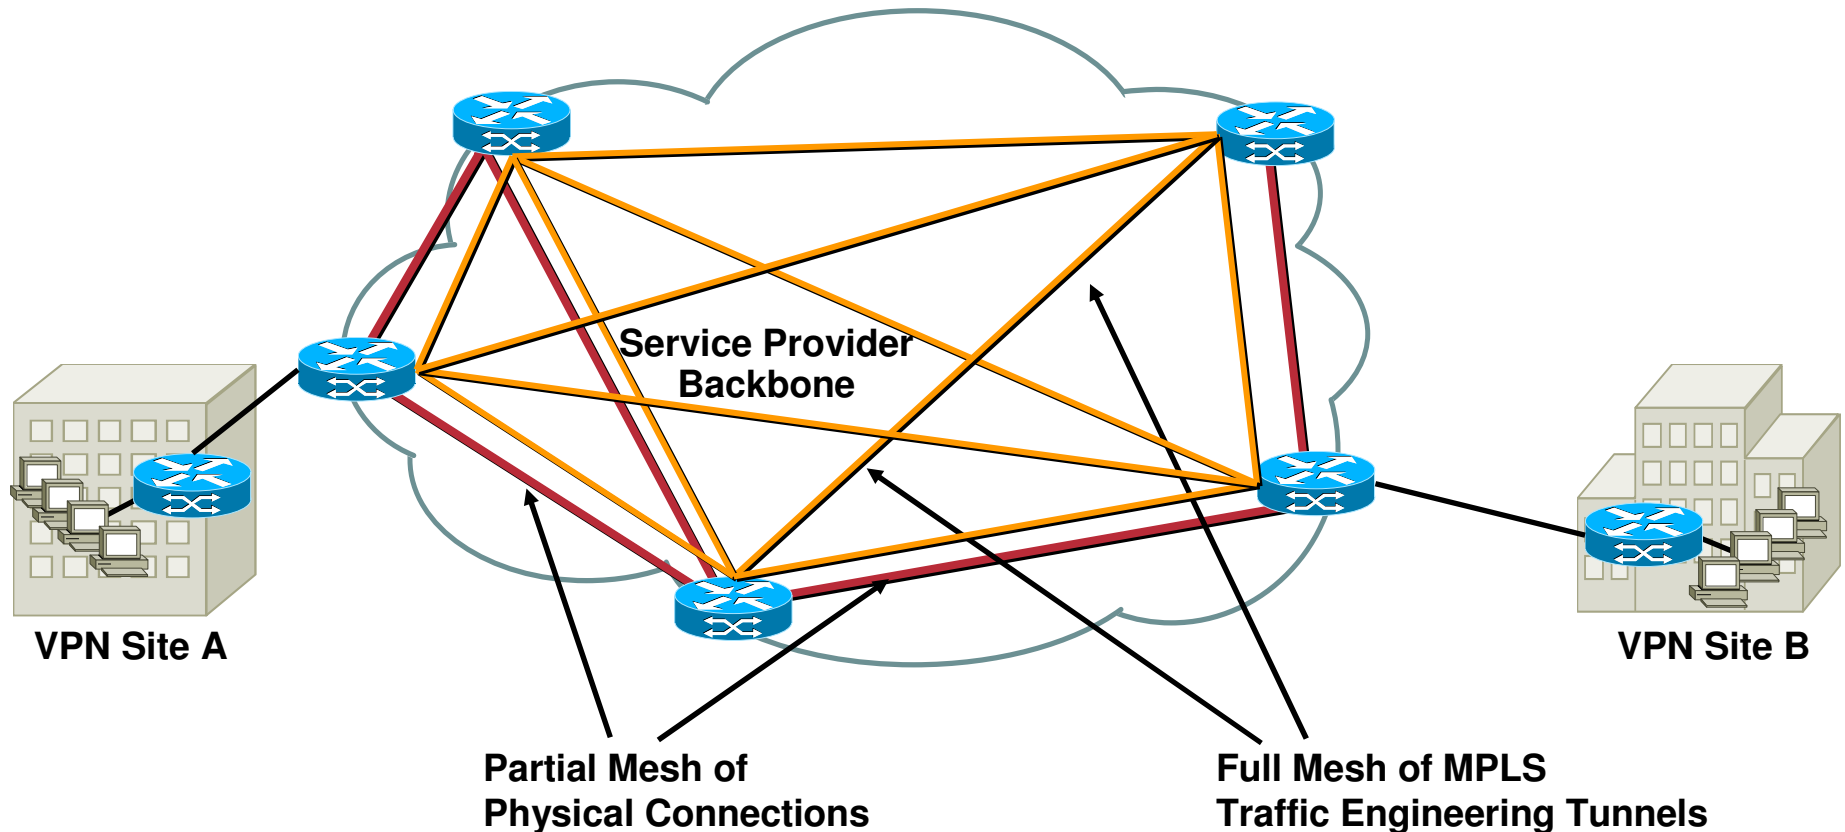 Service Provider
Backbone
VPN Site A
VPN Site B
Partial Mesh of
Physical Connections
Full Mesh of MPLS
Traffic Engineering Tunnels